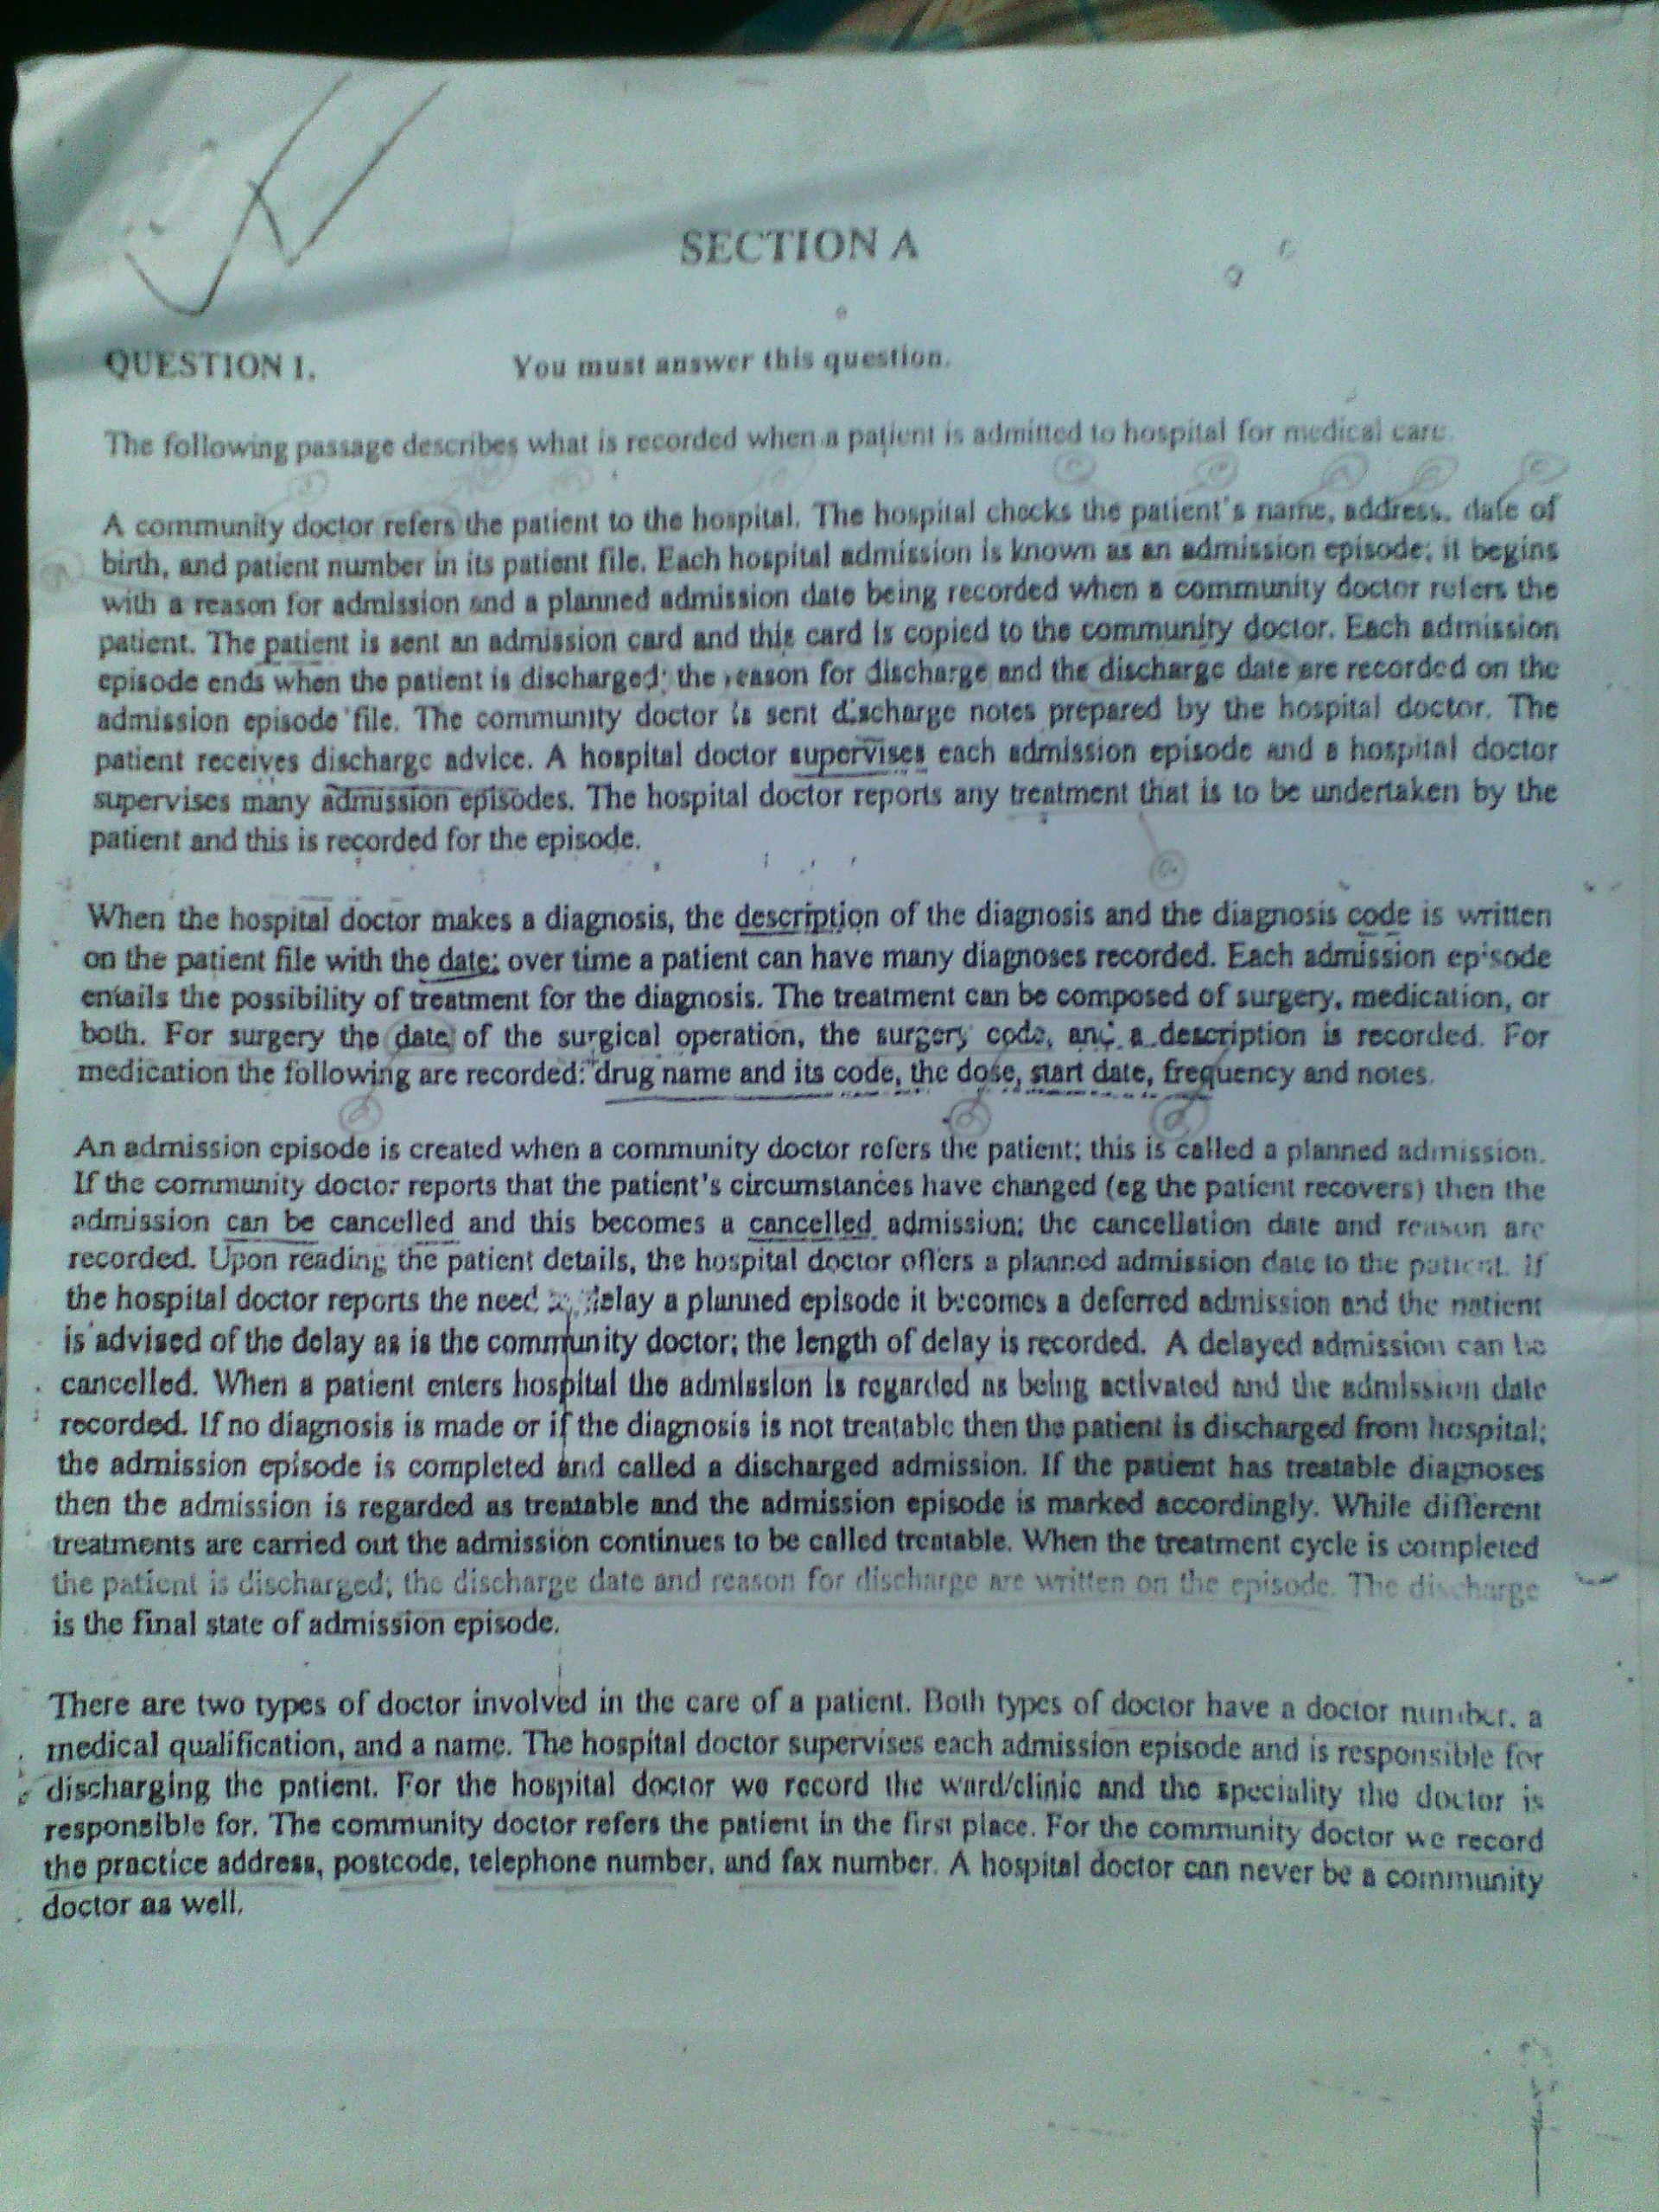 SECTION A
QUESTION 1. You must answer this question.
The following passage describes what is recorded when a patient is admitted to hospital for medical care.
A community doctor refers the patient to the hospital. The hospital checks the patient's name, address, date of
birth, and patient number in its patient file. Each hospital admission is known as an admission episode; it begins
with a reason for admission and a planned admission date being recorded when a community doctor refers the
patient. The patient is sent an admission card and this card is copied to the community doctor. Each admission
episode ends when the patient is discharged; the reason for discharge and the discharge date are recorded on the
admission episode file. The community doctor is sent discharge notes prepared by the hospital doctor. The
patient receives discharge advice. A hospital doctor supervises each admission episode and a hospital doctor
supervises many admission episodes. The hospital doctor reports any treatment that is to be undertaken by the
patient and this is recorded for the episode.
When the hospital doctor makes a diagnosis, the description of the diagnosis and the diagnosis code is written
on the patient file with the date; over time a patient can have many diagnoses recorded. Each admission episode
entails the possibility of treatment for the diagnosis. The treatment can be composed of surgery, medication, or
both. For surgery the date of the surgical operation, the surgery code, and a description is recorded. For
medication the following are recorded: drug name and its code, the dose, start date, frequency and notes.
An admission episode is created when a community doctor refers the patient; this is called a planned admission.
If the community doctor reports that the patient's circumstances have changed (eg the patient recovers) then the
admission can be cancelled and this becomes a cancelled admission; the cancellation date and reason are
recorded. Upon reading the patient details, the hospital doctor offers a planned admission date to the patient. If
the hospital doctor reports the need delay a planned episode it becomes a deferred admission and the patient
is advised of the delay as is the community doctor; the length of delay is recorded. A delayed admission can be
cancelled. When a patient enters hospital the admission is regarded as being activated and the admission date
recorded. If no diagnosis is made or if the diagnosis is not treatable then the patient is discharged from hospital;
the admission episode is completed and called a discharged admission. If the patient has treatable diagnoses
then the admission is regarded as treatable and the admission episode is marked accordingly. While different
treatments are carried out the admission continues to be called treatable. When the treatment cycle is completed
the patient is discharged; the discharge date and reason for discharge are written on the episode. The discharge
is the final state of admission episode.
There are two types of doctor involved in the care of a patient. Both types of doctor have a doctor number, a
medical qualification, and a name. The hospital doctor supervises each admission episode and is responsible for
discharging the patient. For the hospital doctor we record the ward/clinic and the speciality the doctor is
responsible for. The community doctor refers the patient in the first place. For the community doctor we record
the practice address, postcode, telephone number, and fax number. A hospital doctor can never be a community
doctor as well.